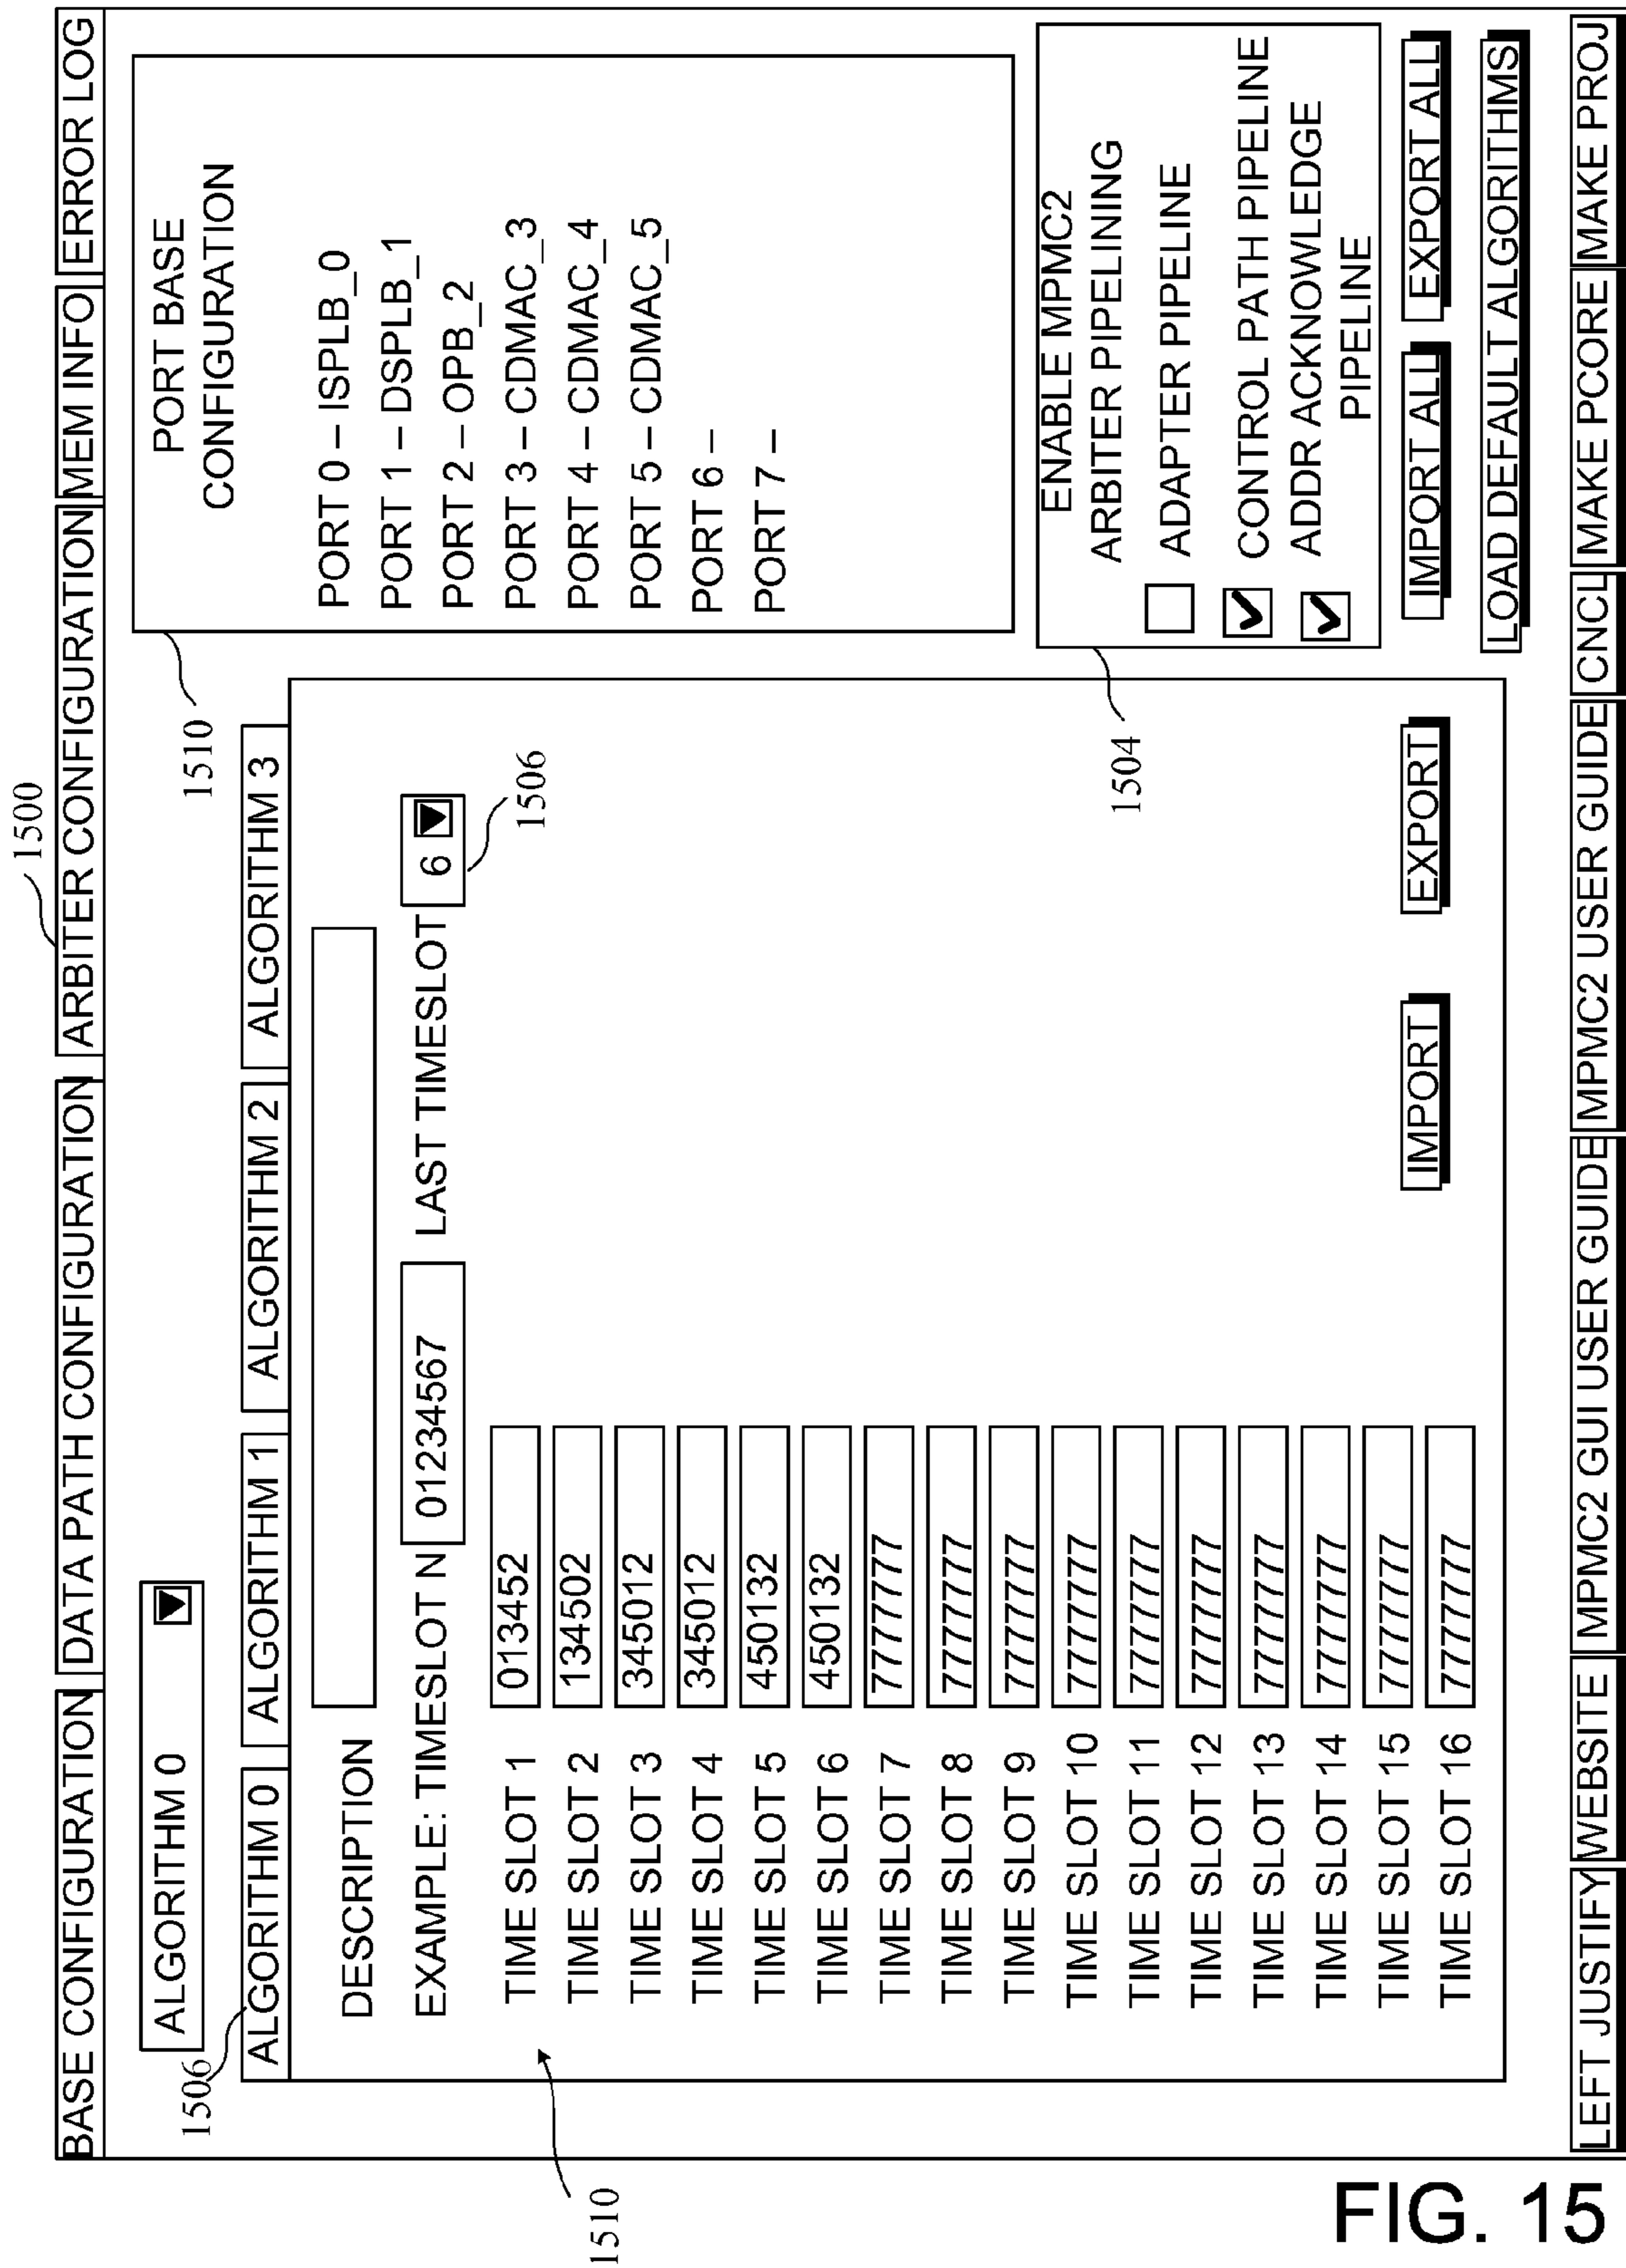 1500
BASE CONFIGURATION DATA PATH CONFIGURATION ARBITER CONFIGURATION MEM INFO ERROR LOG
ALGORITHM 0
1506
ALGORITHM 0 ALGORITHM 1 ALGORITHM 2 ALGORITHM 3
DESCRIPTION
EXAMPLE: TIMESLOT N 01234567 LAST TIMESLOT 6
1506
1510
TIME SLOT 1 013452
TIME SLOT 2 134502
TIME SLOT 3 345012
TIME SLOT 4 345012
TIME SLOT 5 450132
TIME SLOT 6 450132
TIME SLOT 7 7777777
TIME SLOT 8 7777777
TIME SLOT 9 7777777
TIME SLOT 10 7777777
TIME SLOT 11 7777777
TIME SLOT 12 7777777
TIME SLOT 13 7777777
TIME SLOT 14 7777777
TIME SLOT 15 7777777
TIME SLOT 16 7777777
IMPORT EXPORT
1510
PORT BASE
CONFIGURATION
PORT 0 – ISPLB_0
PORT 1 – DSPLB_1
PORT 2 – OPB_2
PORT 3 – CDMAC_3
PORT 4 – CDMAC_4
PORT 5 – CDMAC_5
PORT 6 –
PORT 7 –
1504
ENABLE MPMC2
ARBITER PIPELINING
ADAPTER PIPELINE
CONTROL PATH PIPELINE
ADDR ACKNOWLEDGE
PIPELINE
IMPORT ALL EXPORT ALL
LOAD DEFAULT ALGORITHMS
LEFT JUSTIFY WEBSITE MPMC2 GUI USER GUIDE MPMC2 USER GUIDE CNCL MAKE PCORE MAKE PROJ
FIG. 15